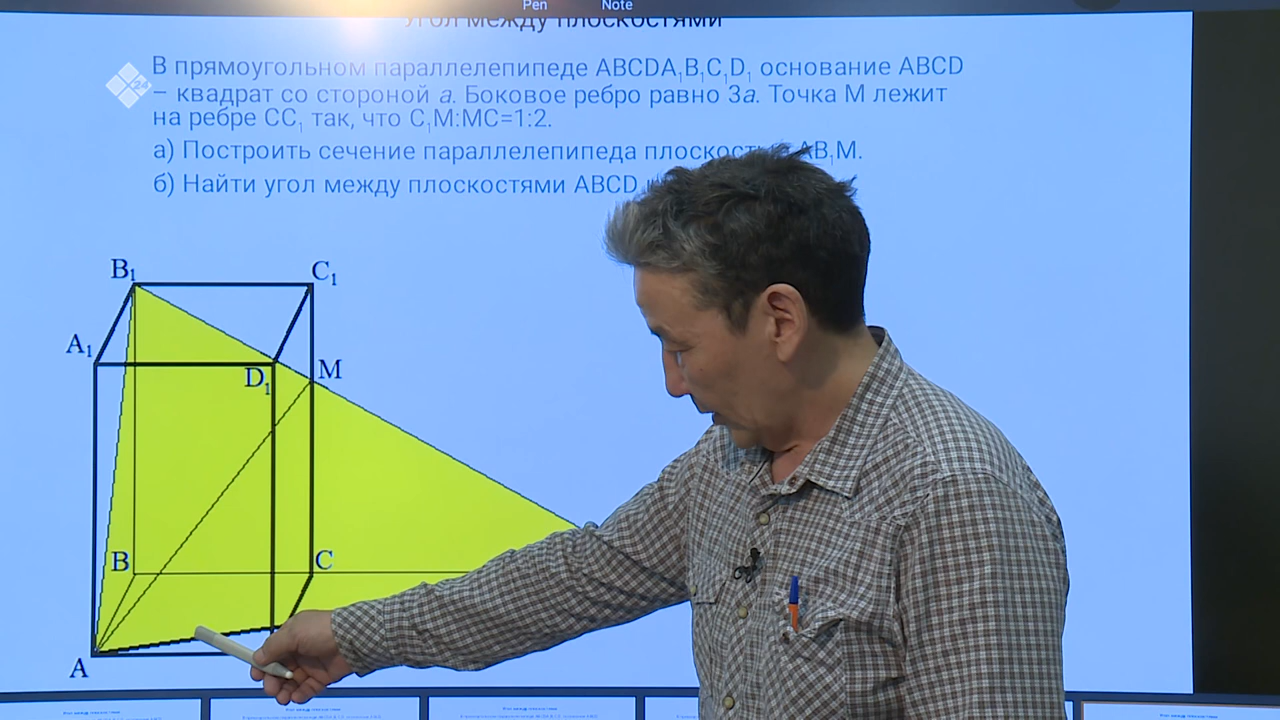 Pen Note
Угол между плоскостями
24
В прямоугольном параллелепипеде ABCDA₁B₁C₁D₁ основание ABCD
– квадрат со стороной a. Боковое ребро равно 3a. Точка M лежит
на ребре CC₁ так, что C₁M:MC=1:2.
а) Построить сечение параллелепипеда AB₁M.
б) Найти угол между плоскостями ABCD
B₁ C₁
A₁ D₁ M
B C
A